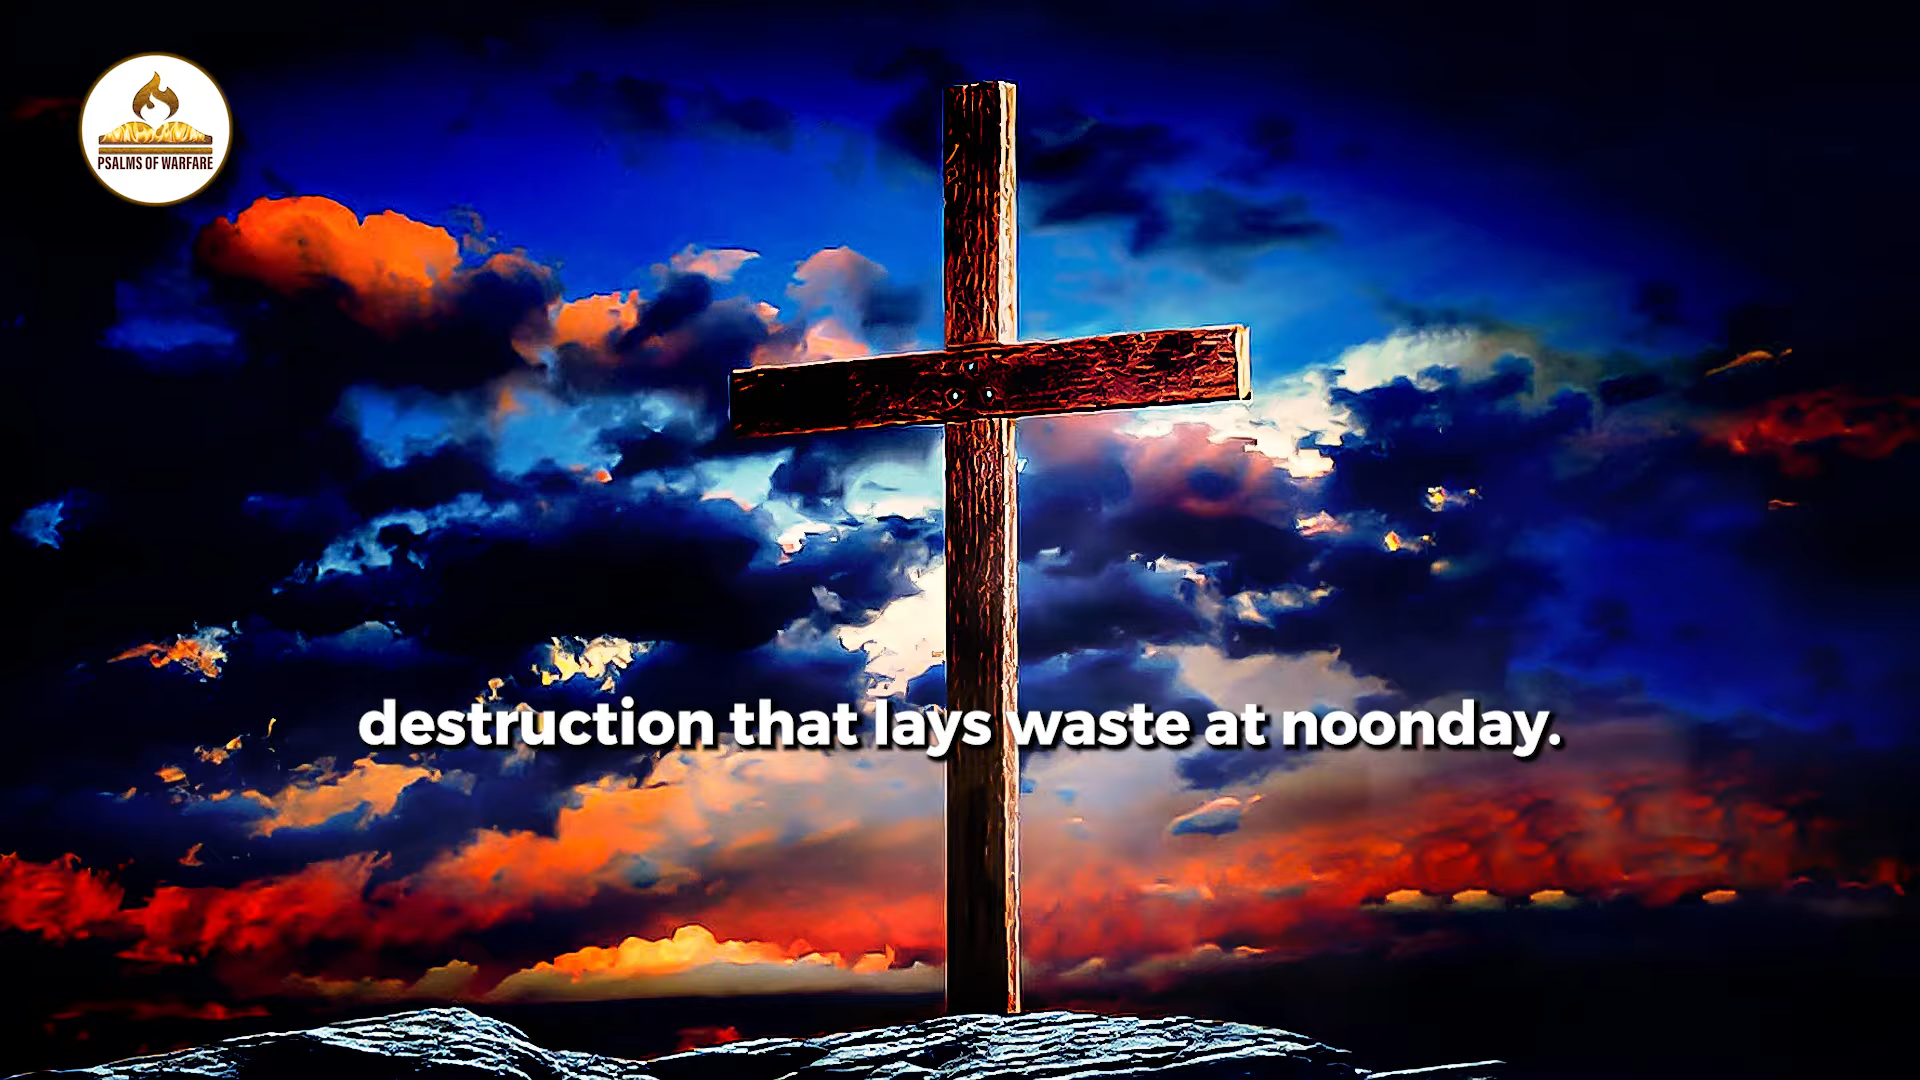 PSALMS OF WARFARE
destruction that lays waste at noonday.